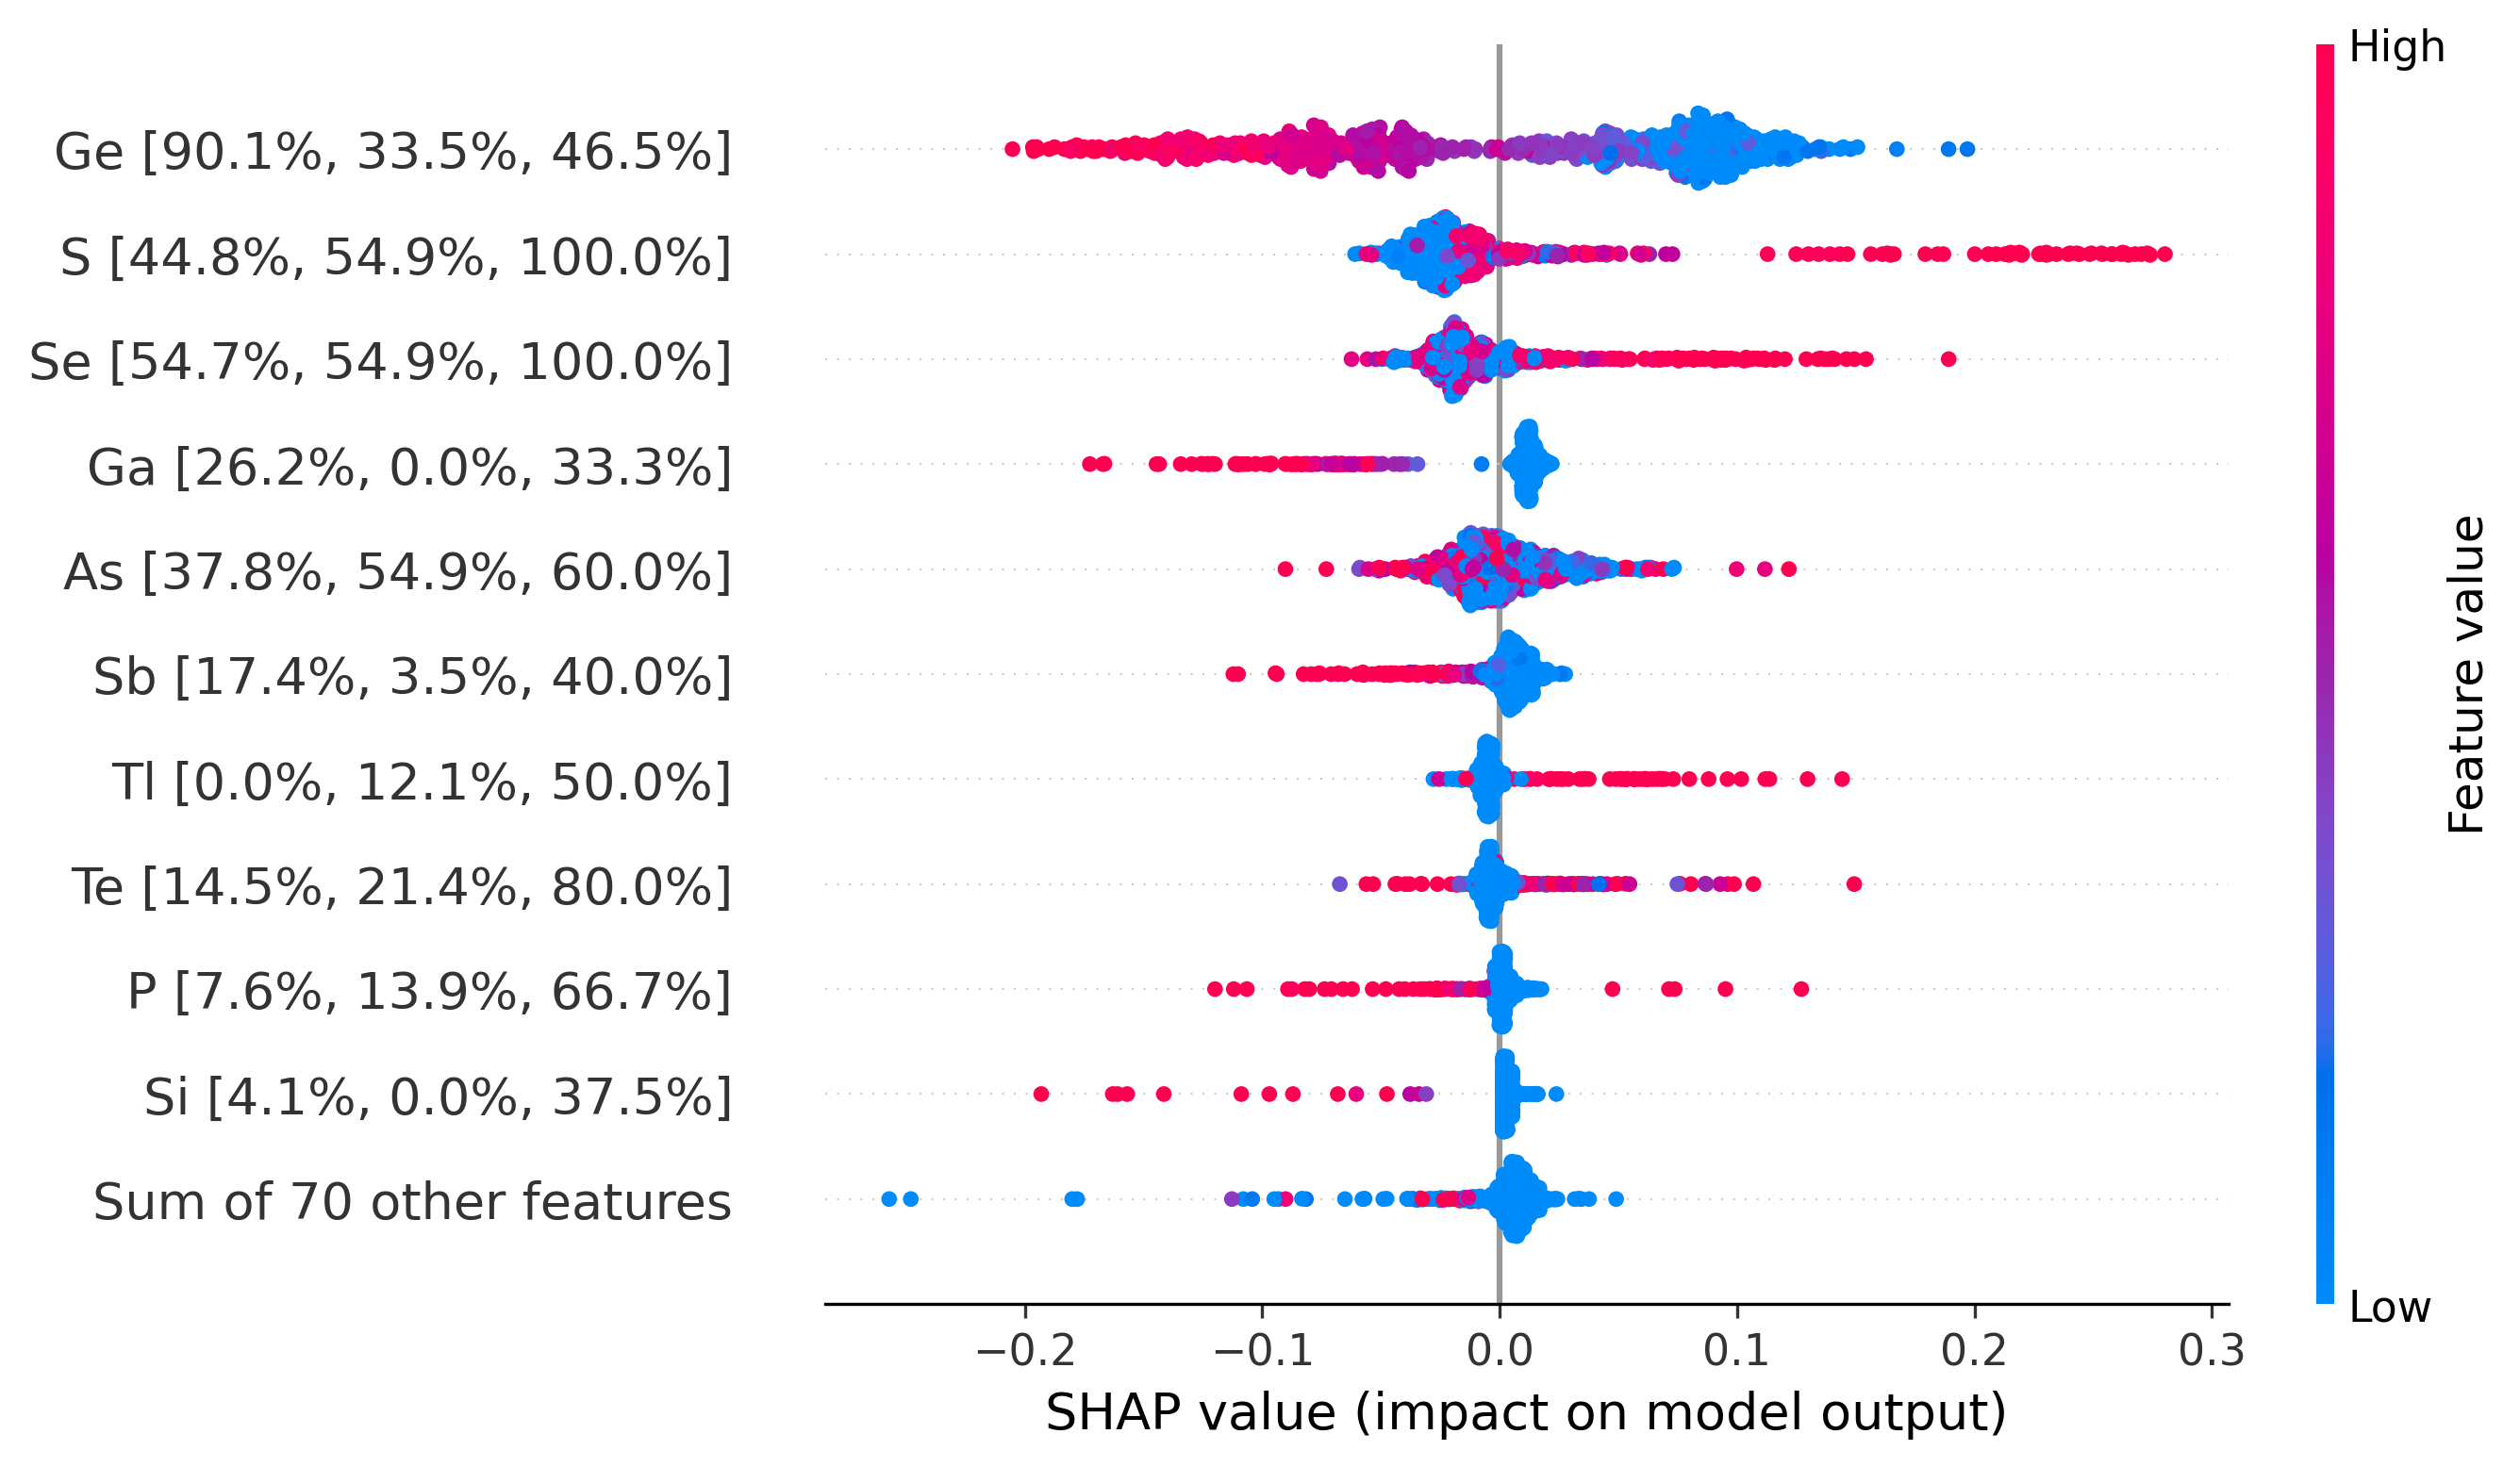 High
Ge [90.1%, 33.5%, 46.5%]
S [44.8%, 54.9%, 100.0%]
Se [54.7%, 54.9%, 100.0%]
Ga [26.2%, 0.0%, 33.3%]
As [37.8%, 54.9%, 60.0%]
Sb [17.4%, 3.5%, 40.0%]
Tl [0.0%, 12.1%, 50.0%]
Te [14.5%, 21.4%, 80.0%]
P [7.6%, 13.9%, 66.7%]
Si [4.1%, 0.0%, 37.5%]
Sum of 70 other features
Feature value
Low
−0.2 −0.1 0.0 0.1 0.2 0.3
SHAP value (impact on model output)